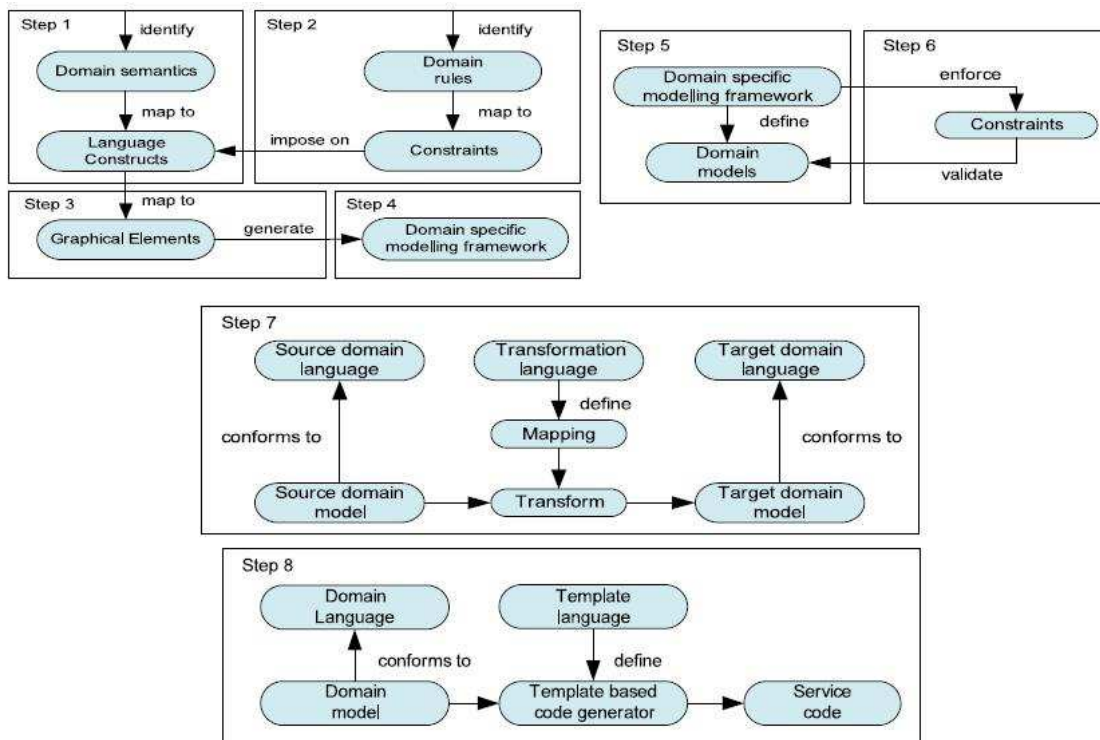 Step 1
identify
Domain semantics
map to
Language
Constructs
Step 2
identify
Domain
rules
map to
impose on
Constraints
Step 3
map to
Graphical Elements
generate
Step 4
Domain specific
modelling framework
Step 5
Domain specific
modelling framework
define
Domain
models
Step 6
enforce
Constraints
validate
Step 7
Source domain
language
Transformation
language
Target domain
language
define
conforms to
Mapping
conforms to
Source domain
model
Transform
Target domain
model
Step 8
Domain
Language
Template
language
conforms to
define
Domain
model
Template based
code generator
Service
code